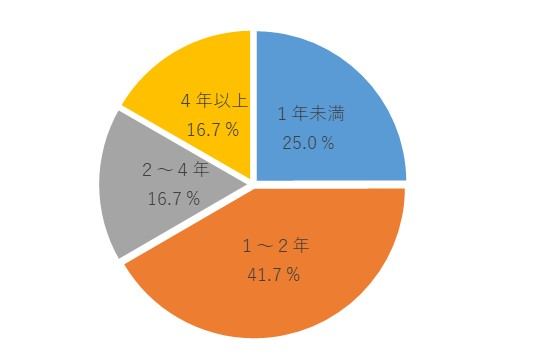 4 年以上
16.7 %
1 年未満
25.0 %
2 ～ 4 年
16.7 %
1 ～ 2 年
41.7 %